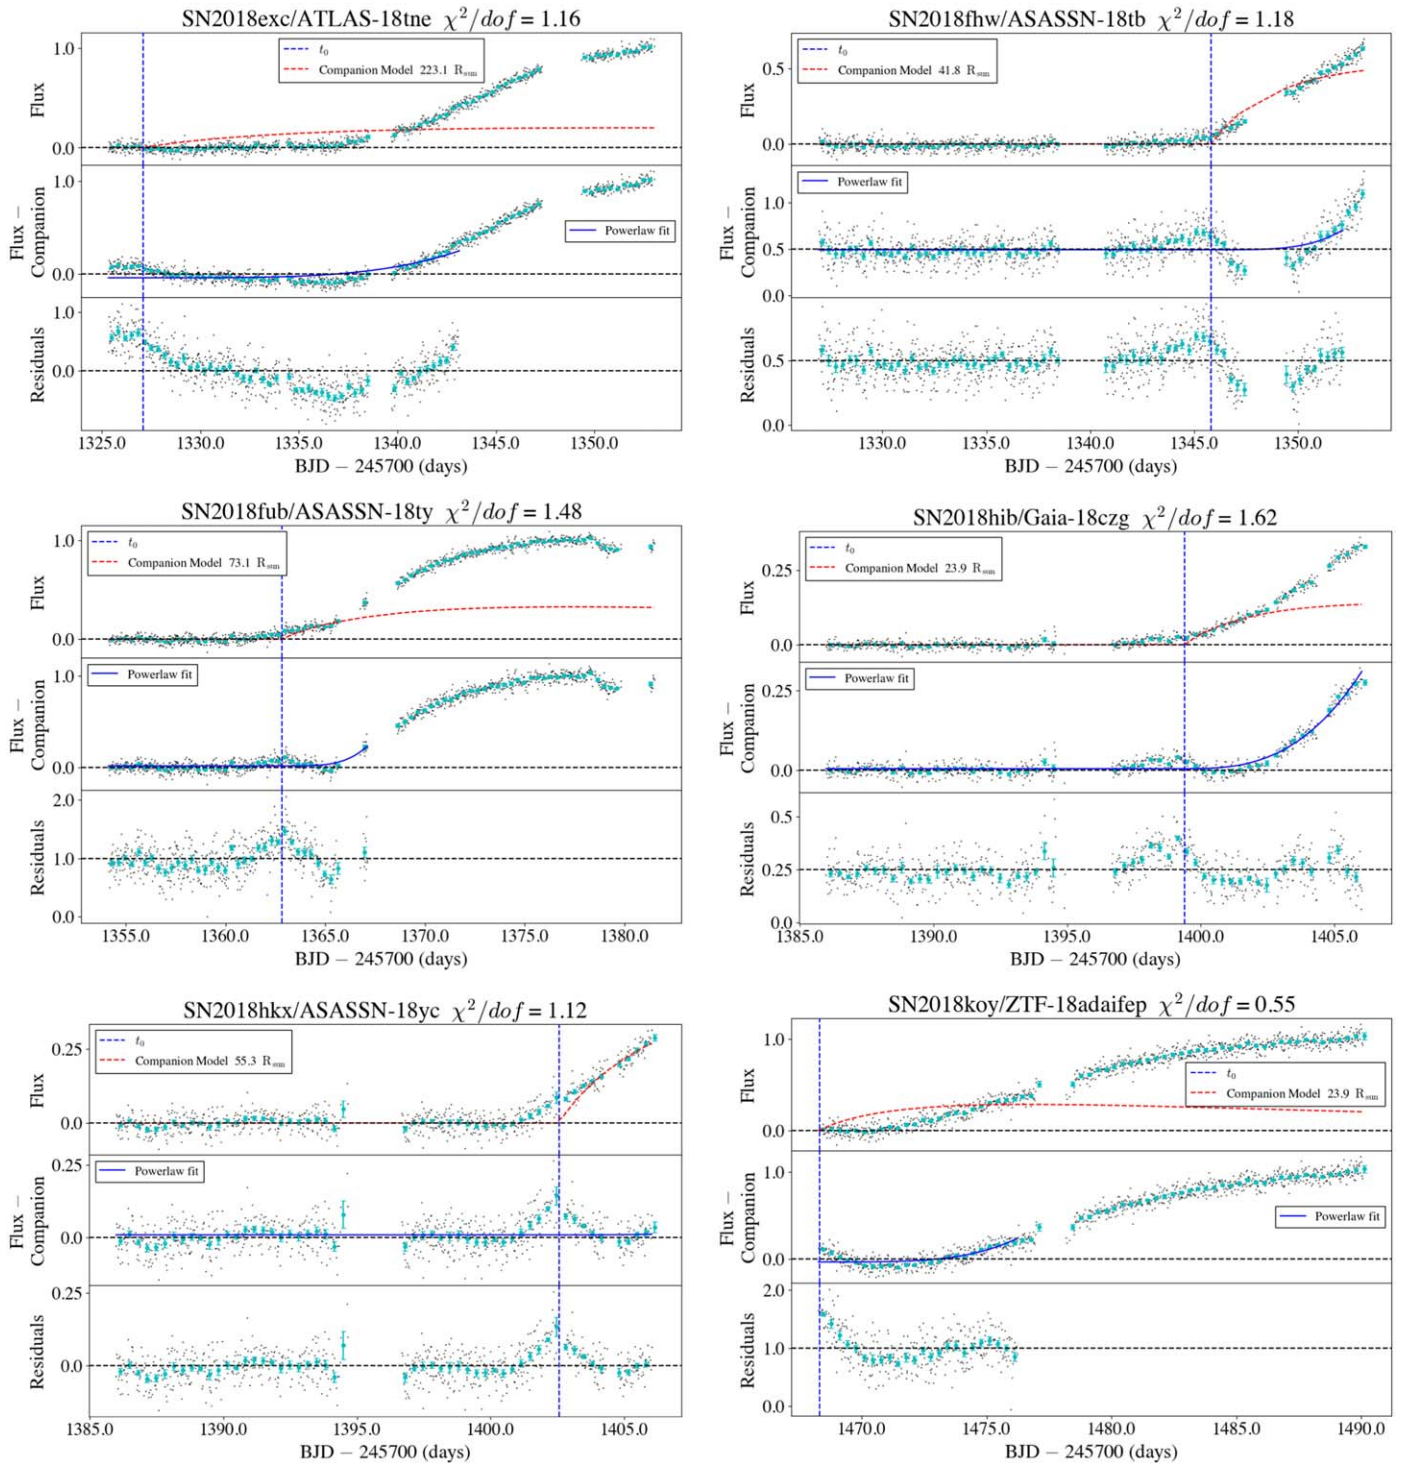 SN2018exc/ATLAS-18tne χ²/dof = 1.16
t₀
Companion Model 223.1 R_sun
Flux
1.0
0.0
Flux −
Companion
1.0
0.0
Powerlaw fit
Residuals
1.0
0.0
1325.0 1330.0 1335.0 1340.0 1345.0 1350.0
BJD − 245700 (days)
SN2018fhw/ASASSN-18tb χ²/dof = 1.18
t₀
Companion Model 41.8 R_sun
Flux
0.5
0.0
Powerlaw fit
Flux −
Companion
1.0
0.5
0.0
Residuals
0.5
0.0
1330.0 1335.0 1340.0 1345.0 1350.0
BJD − 245700 (days)
SN2018fub/ASASSN-18ty χ²/dof = 1.48
t₀
Companion Model 73.1 R_sun
Flux
1.0
0.0
Powerlaw fit
Flux −
Companion
1.0
0.0
Residuals
2.0
1.0
0.0
1355.0 1360.0 1365.0 1370.0 1375.0 1380.0
BJD − 245700 (days)
SN2018hib/Gaia-18czg χ²/dof = 1.62
t₀
Companion Model 23.9 R_sun
Flux
0.25
0.0
Powerlaw fit
Flux −
Companion
0.25
0.0
Residuals
0.5
0.25
0.0
1385.0 1390.0 1395.0 1400.0 1405.0
BJD − 245700 (days)
SN2018hkx/ASASSN-18yc χ²/dof = 1.12
t₀
Companion Model 55.3 R_sun
Flux
0.25
0.0
Powerlaw fit
Flux −
Companion
0.25
0.0
Residuals
0.25
0.0
1385.0 1390.0 1395.0 1400.0 1405.0
BJD − 245700 (days)
SN2018koy/ZTF-18adaifep χ²/dof = 0.55
t₀
Companion Model 23.9 R_sun
Flux
1.0
0.0
Flux −
Companion
1.0
0.0
Powerlaw fit
Residuals
2.0
1.0
0.0
1470.0 1475.0 1480.0 1485.0 1490.0
BJD − 245700 (days)